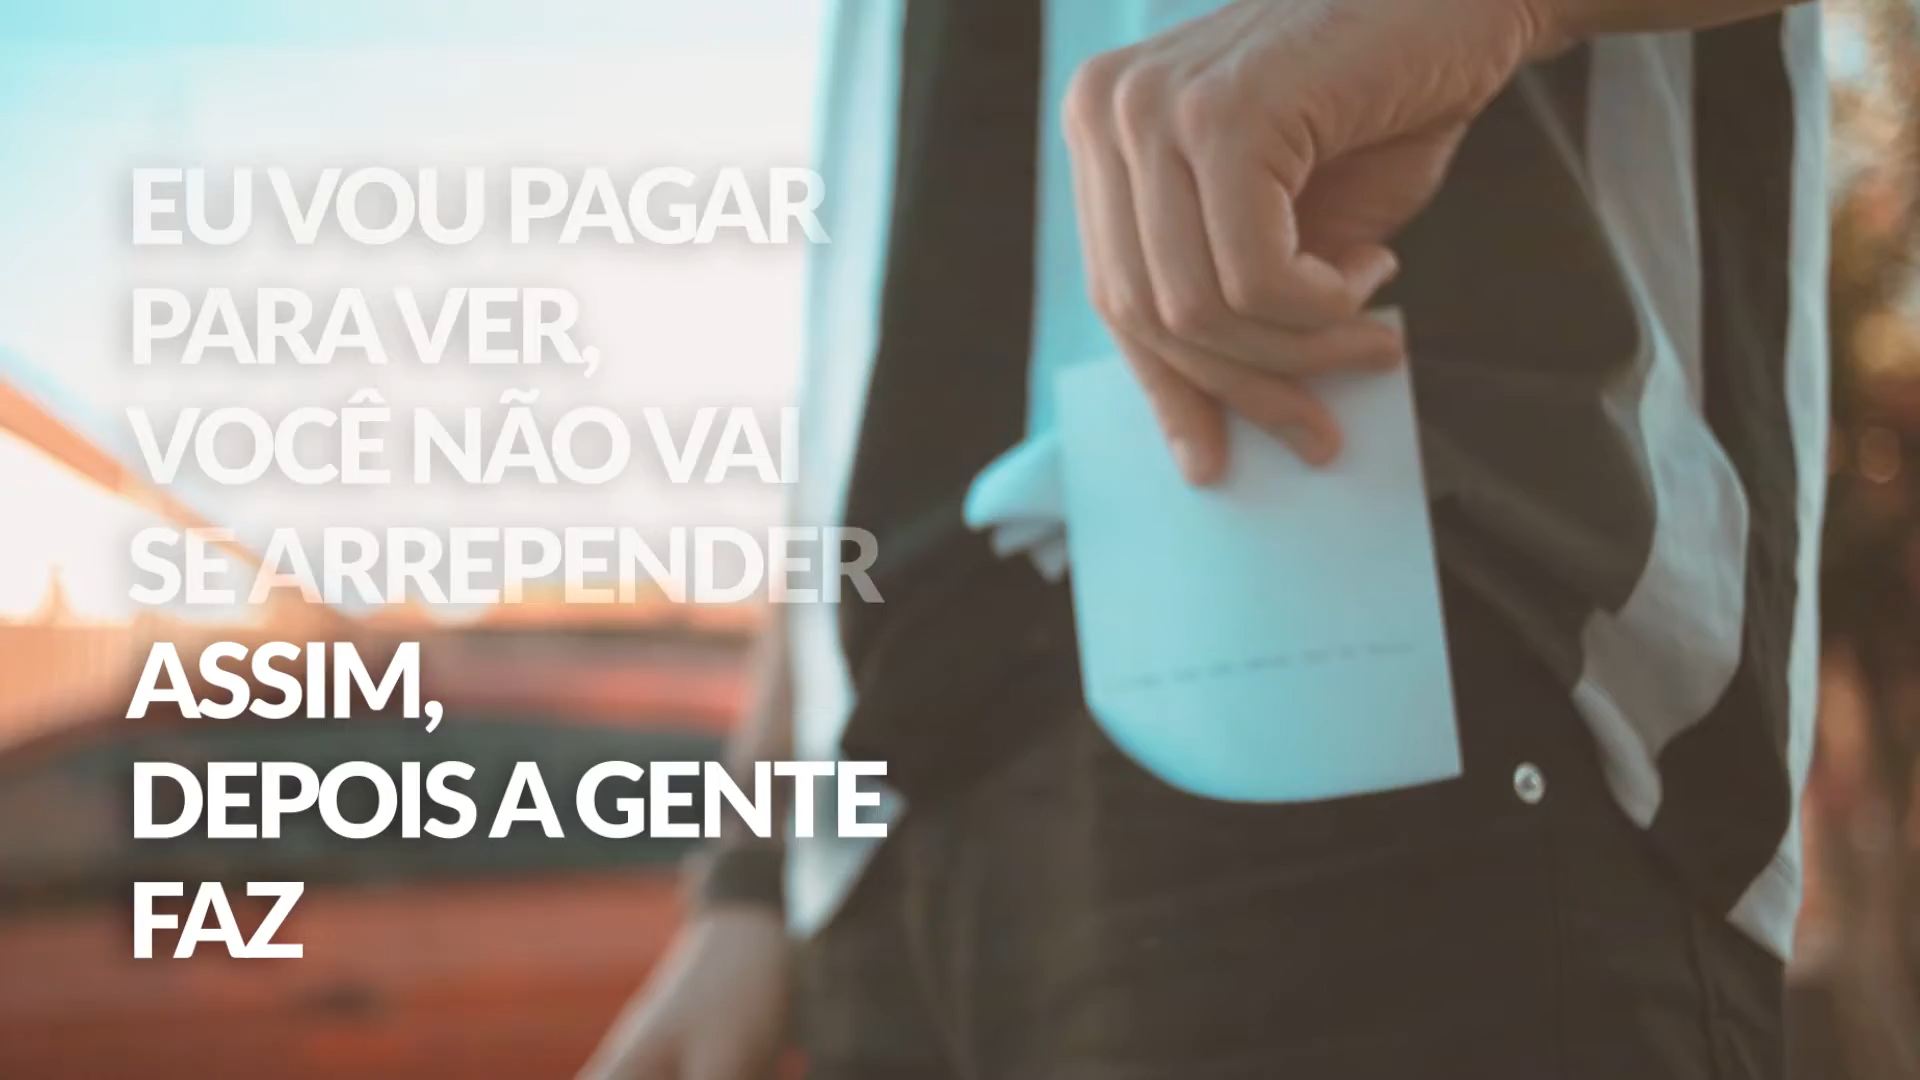 EU VOU PAGAR
PARA VER,
VOCÊ NÃO VAI
SE ARREPENDER
ASSIM,
DEPOIS A GENTE
FAZ